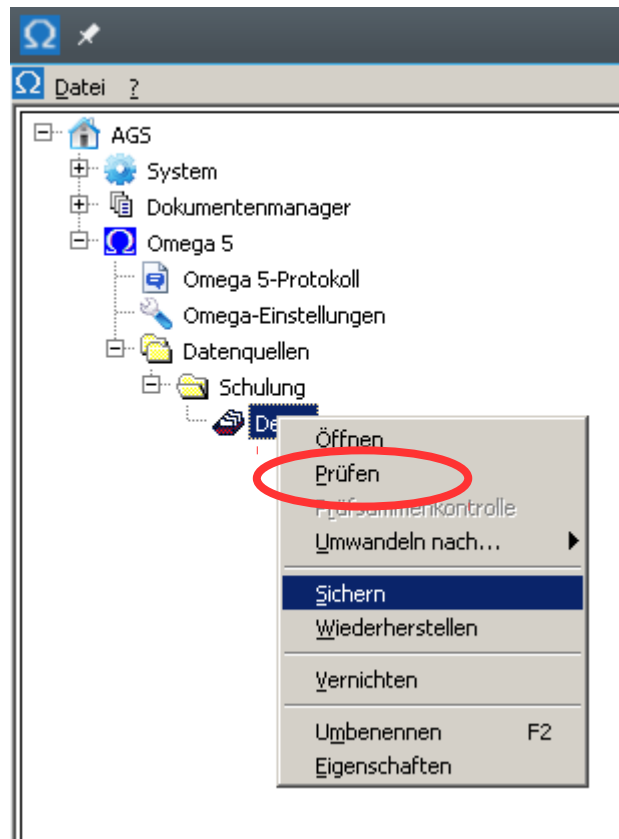 Datei ?
AGS
System
Dokumentenmanager
Omega 5
Omega 5-Protokoll
Omega-Einstellungen
Datenquellen
Schulung
Öffnen
Prüfen
Prüfsummenkontrolle
Umwandeln nach...
Sichern
Wiederherstellen
Vernichten
Umbenennen F2
Eigenschaften